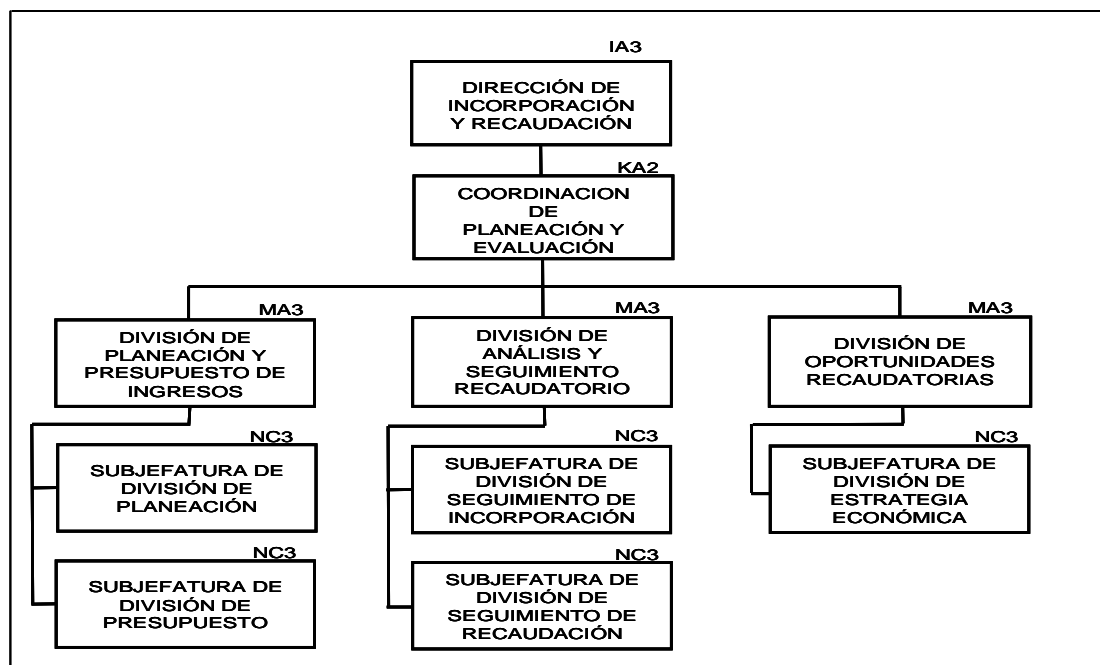 IA3
DIRECCIÓN DE
INCORPORACIÓN
Y RECAUDACIÓN
KA2
COORDINACION
DE
PLANEACIÓN Y
EVALUACIÓN
MA3
DIVISIÓN DE
PLANEACIÓN Y
PRESUPUESTO DE
INGRESOS
MA3
DIVISIÓN DE
ANÁLISIS Y
SEGUIMIENTO
RECAUDATORIO
MA3
DIVISIÓN DE
OPORTUNIDADES
RECAUDATORIAS
NC3
SUBJEFATURA DE
DIVISIÓN DE
PLANEACIÓN
NC3
SUBJEFATURA DE
DIVISIÓN DE
SEGUIMIENTO DE
INCORPORACIÓN
NC3
SUBJEFATURA DE
DIVISIÓN DE
ESTRATEGIA
ECONÓMICA
NC3
SUBJEFATURA DE
DIVISIÓN DE
PRESUPUESTO
NC3
SUBJEFATURA DE
DIVISIÓN DE
SEGUIMIENTO DE
RECAUDACIÓN